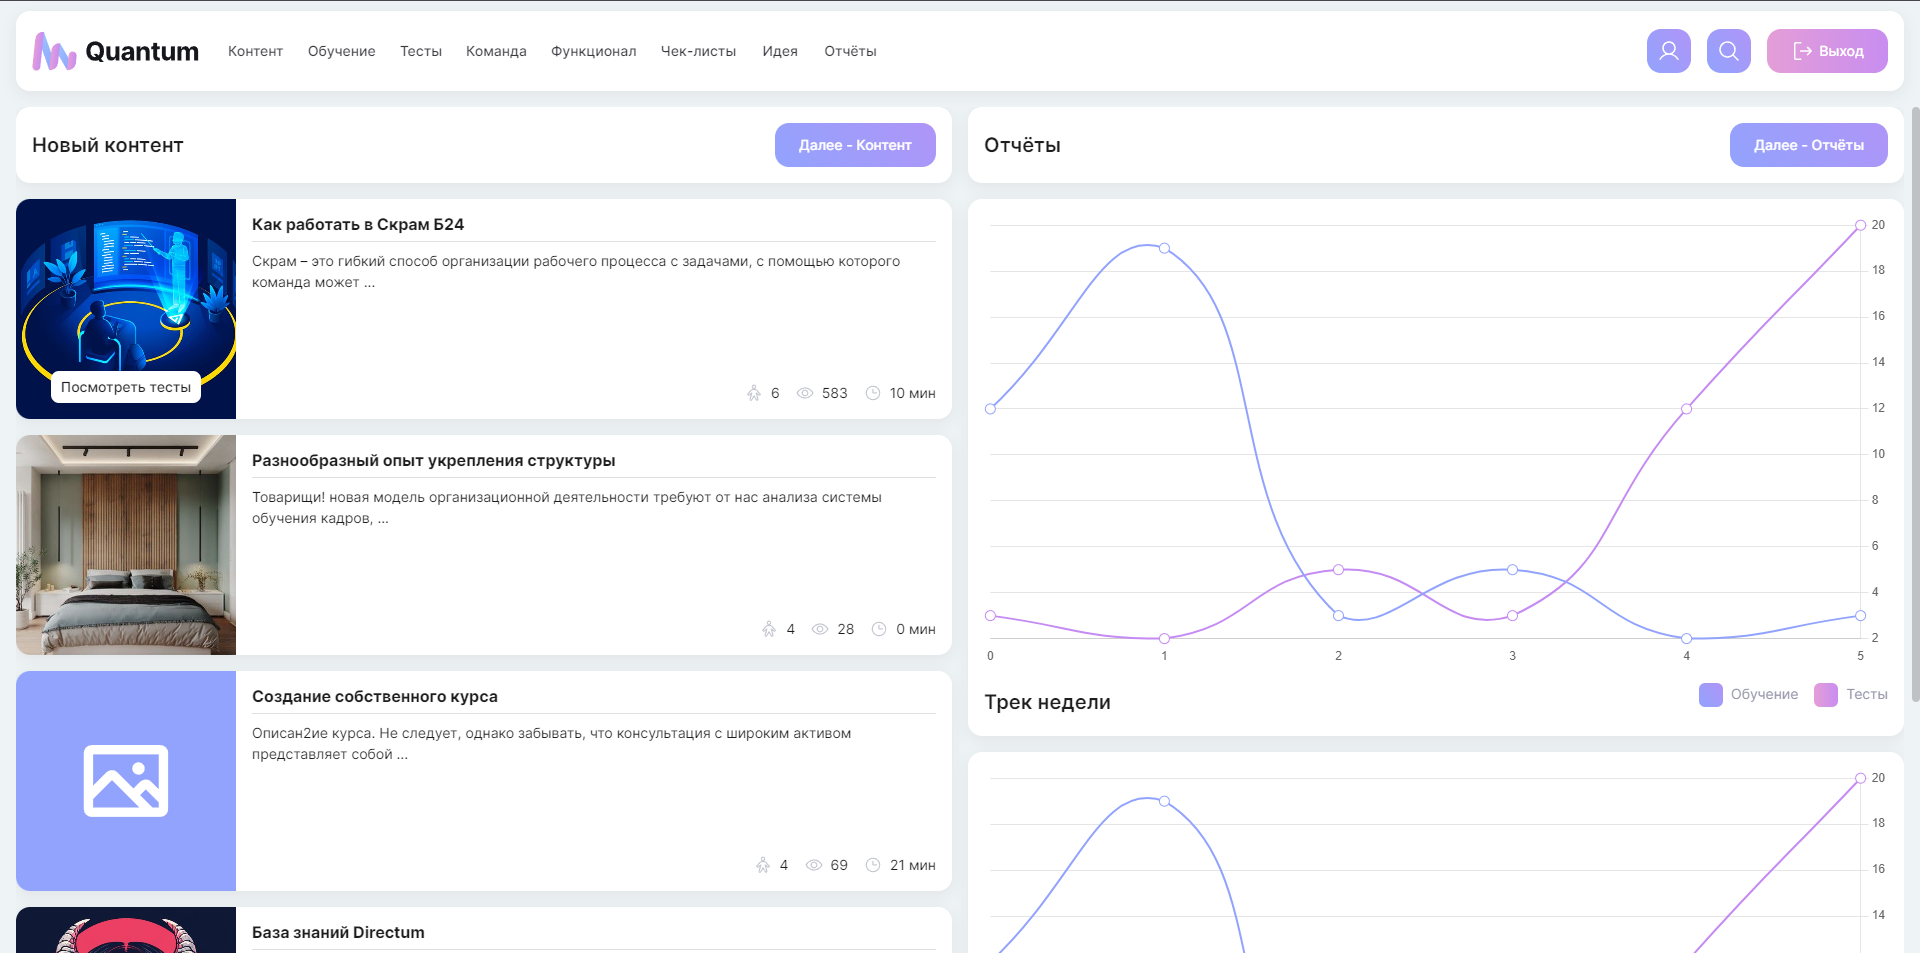 Quantum
Контент Обучение Тесты Команда Функционал Чек-листы Идея Отчёты
Выход
Новый контент
Далее - Контент
Как работать в Скрам Б24
Скрам – это гибкий способ организации рабочего процесса с задачами, с помощью которого
команда может ...
Посмотреть тесты
6 583 10 мин
Разнообразный опыт укрепления структуры
Товарищи! новая модель организационной деятельности требуют от нас анализа системы
обучения кадров, ...
4 28 0 мин
Создание собственного курса
Описан2ие курса. Не следует, однако забывать, что консультация с широким активом
представляет собой ...
4 69 21 мин
База знаний Directum
Отчёты
Далее - Отчёты
20
18
16
14
12
10
8
6
4
2
0 1 2 3 4 5
Трек недели
Обучение Тесты
20
18
16
14